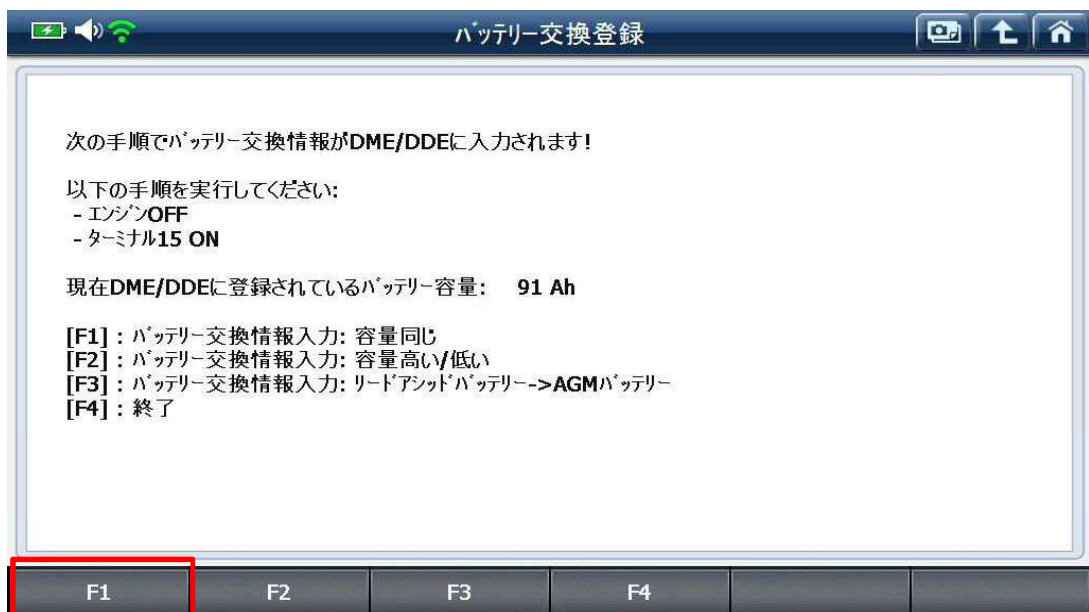 バッテリー交換登録
次の手順でバッテリー交換情報がDME/DDEに入力されます!
以下の手順を実行してください:
- エンジンOFF
- ターミナル15 ON
現在DME/DDEに登録されているバッテリー容量: 91 Ah
[F1] : バッテリー交換情報入力: 容量同じ
[F2] : バッテリー交換情報入力: 容量高い/低い
[F3] : バッテリー交換情報入力: リードアシッドバッテリー->AGMバッテリー
[F4] : 終了
F1 F2 F3 F4